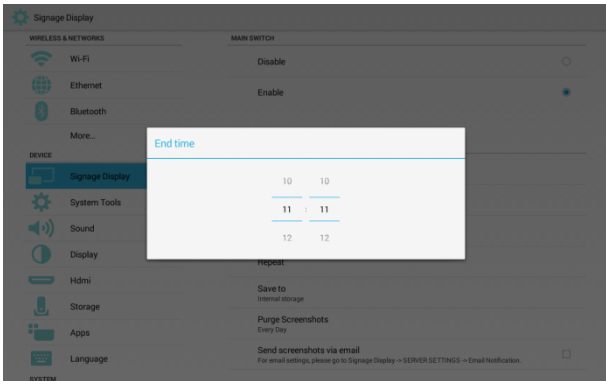 Signage Display
WIRELESS & NETWORKS
Wi-Fi
Ethernet
Bluetooth
More...
DEVICE
Signage Display
System Tools
Sound
Display
Hdmi
Storage
Apps
Language
SYSTEM
MAIN SWITCH
Disable
Enable
End time
10 10
11 : 11
12 12
Repeat
Save to
Internal storage
Purge Screenshots
Every Day
Send screenshots via email
For email settings, please go to Signage Display -> SERVER SETTINGS -> Email Notification.